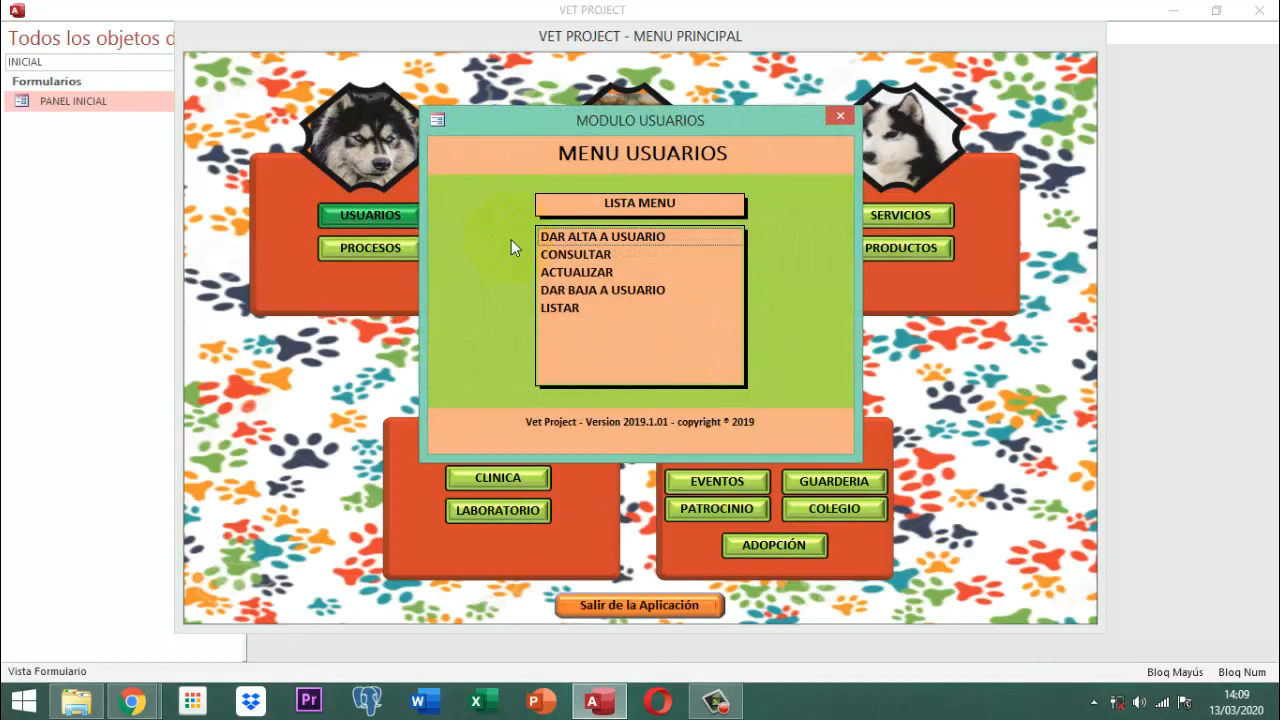 VET PROJECT
Todos los objetos d
VET PROJECT - MENU PRINCIPAL
INICIAL
Formularios
PANEL INICIAL
MODULO USUARIOS
MENU USUARIOS
LISTA MENU
DAR ALTA A USUARIO
CONSULTAR
ACTUALIZAR
DAR BAJA A USUARIO
LISTAR
Vet Project - Version 2019.1.01 - copyright ® 2019
USUARIOS
PROCESOS
SERVICIOS
PRODUCTOS
CLINICA
LABORATORIO
EVENTOS
GUARDERIA
PATROCINIO
COLEGIO
ADOPCIÓN
Salir de la Aplicación
Vista Formulario
Bloq Mayús
Bloq Num
14:09
13/03/2020